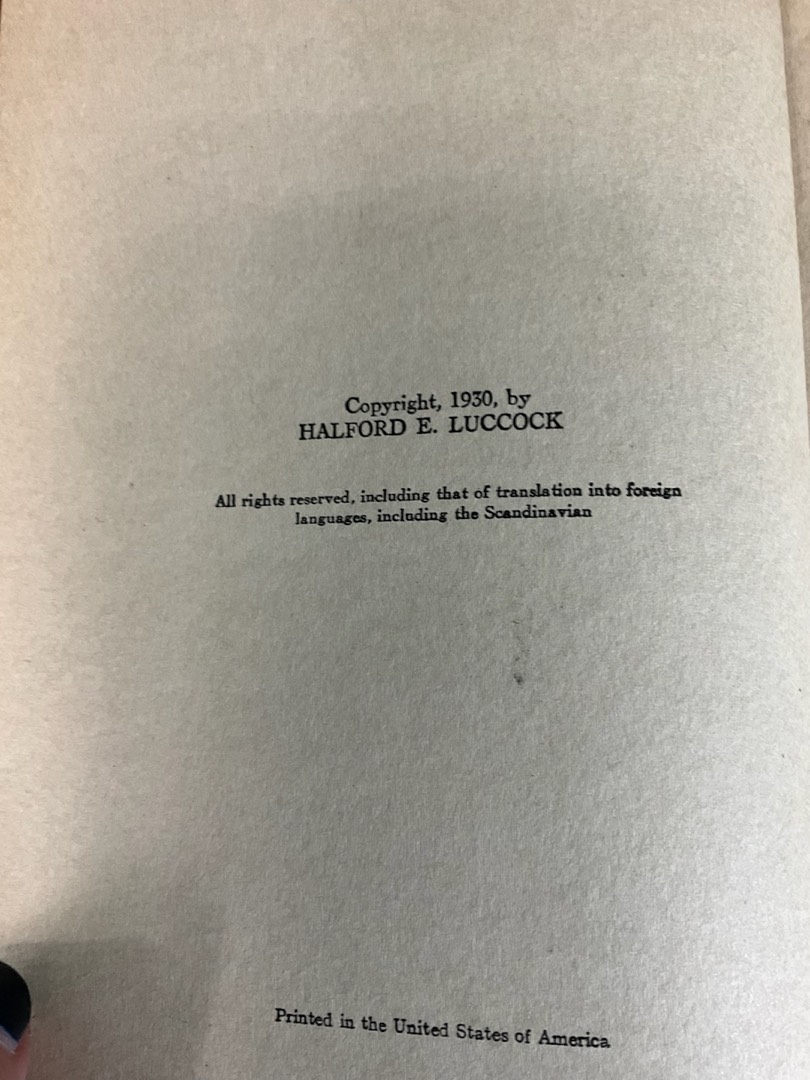 Copyright, 1930, by
HALFORD E. LUCCOCK
All rights reserved, including that of translation into foreign
languages, including the Scandinavian
Printed in the United States of America